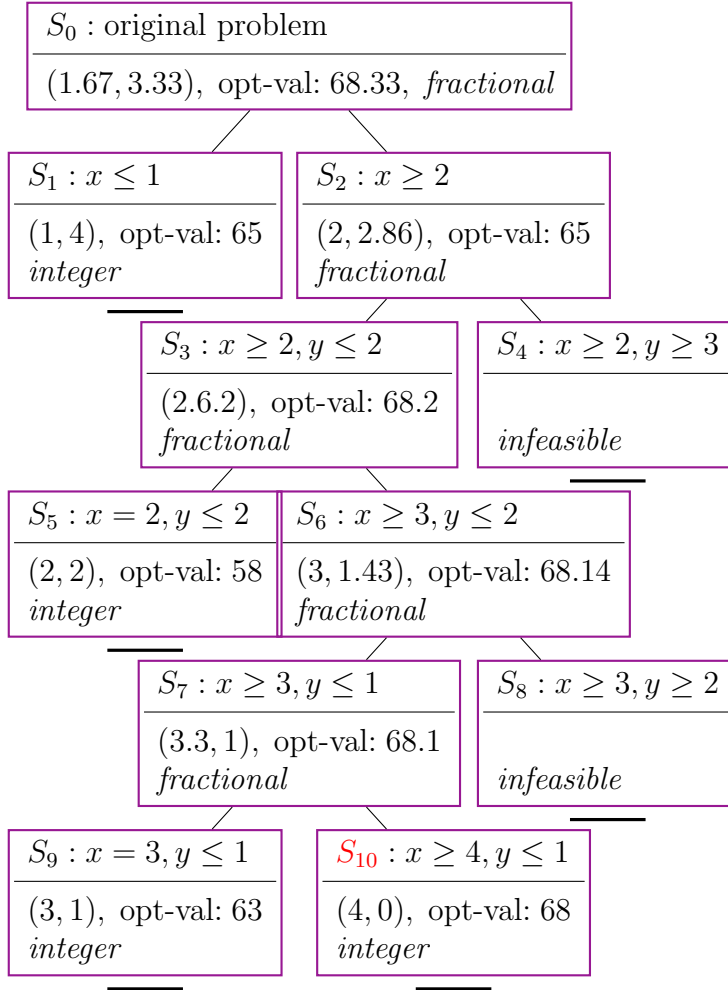 S₀ : original problem
(1.67, 3.33), opt-val: 68.33, fractional
S₁ : x ≤ 1
(1, 4), opt-val: 65
integer
S₂ : x ≥ 2
(2, 2.86), opt-val: 65
fractional
S₃ : x ≥ 2, y ≤ 2
(2.6.2), opt-val: 68.2
fractional
S₄ : x ≥ 2, y ≥ 3
infeasible
S₅ : x = 2, y ≤ 2
(2, 2), opt-val: 58
integer
S₆ : x ≥ 3, y ≤ 2
(3, 1.43), opt-val: 68.14
fractional
S₇ : x ≥ 3, y ≤ 1
(3.3, 1), opt-val: 68.1
fractional
S₈ : x ≥ 3, y ≥ 2
infeasible
S₉ : x = 3, y ≤ 1
(3, 1), opt-val: 63
integer
S₁₀ : x ≥ 4, y ≤ 1
(4, 0), opt-val: 68
integer